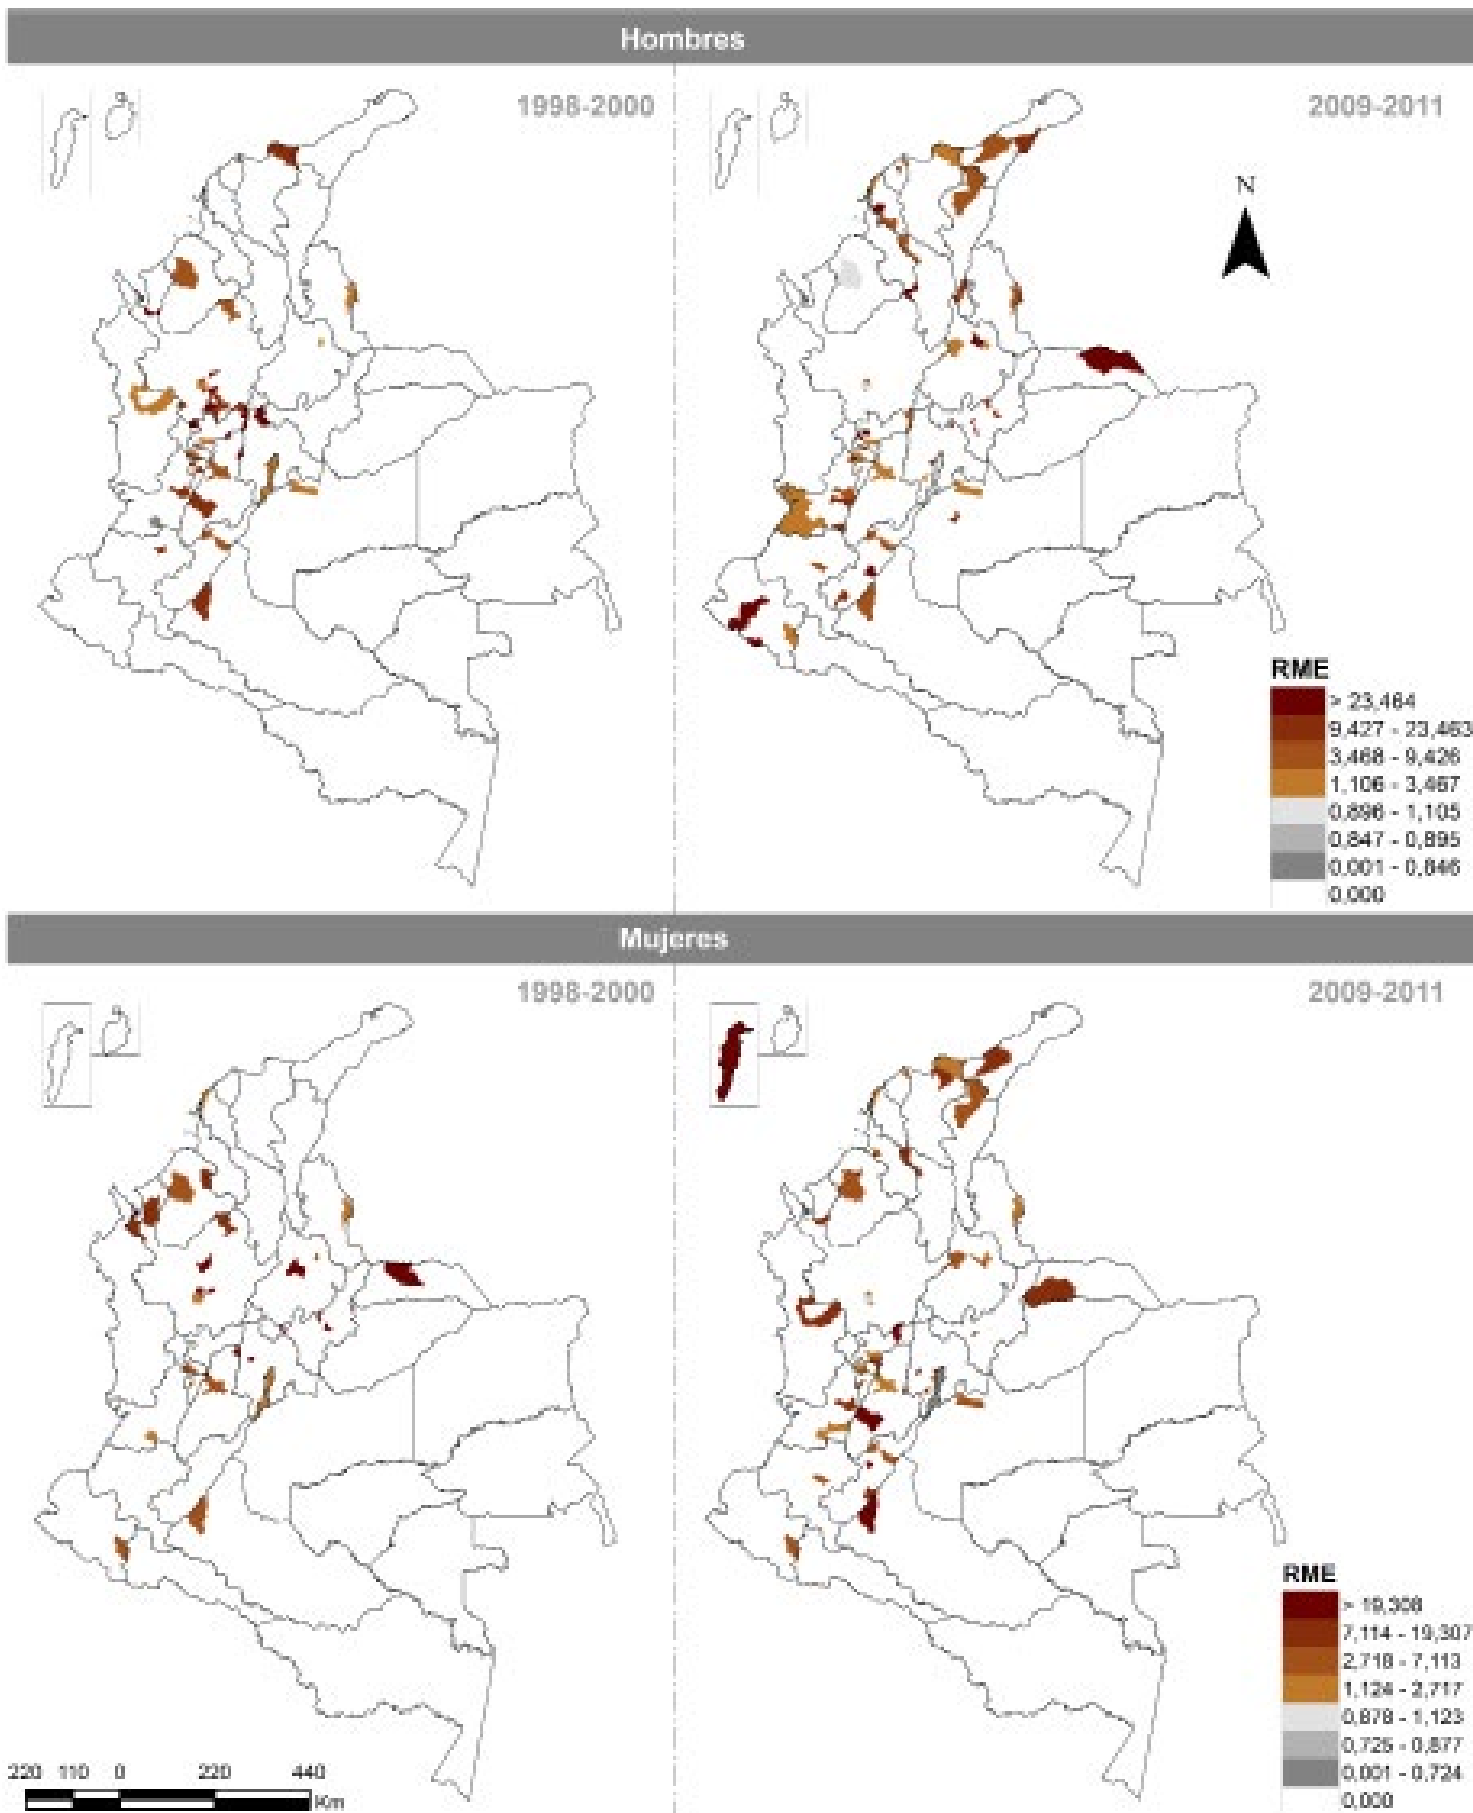 Hombres
1998-2000
2009-2011
N
RME
> 23,464
9,427 - 23,463
3,468 - 9,426
1,106 - 3,467
0,896 - 1,105
0,847 - 0,895
0,001 - 0,846
0,000
Mujeres
1998-2000
2009-2011
RME
> 19,308
7,114 - 19,307
2,718 - 7,113
1,124 - 2,717
0,878 - 1,123
0,725 - 0,877
0,001 - 0,724
0,000
220 110 0 220 440
Km